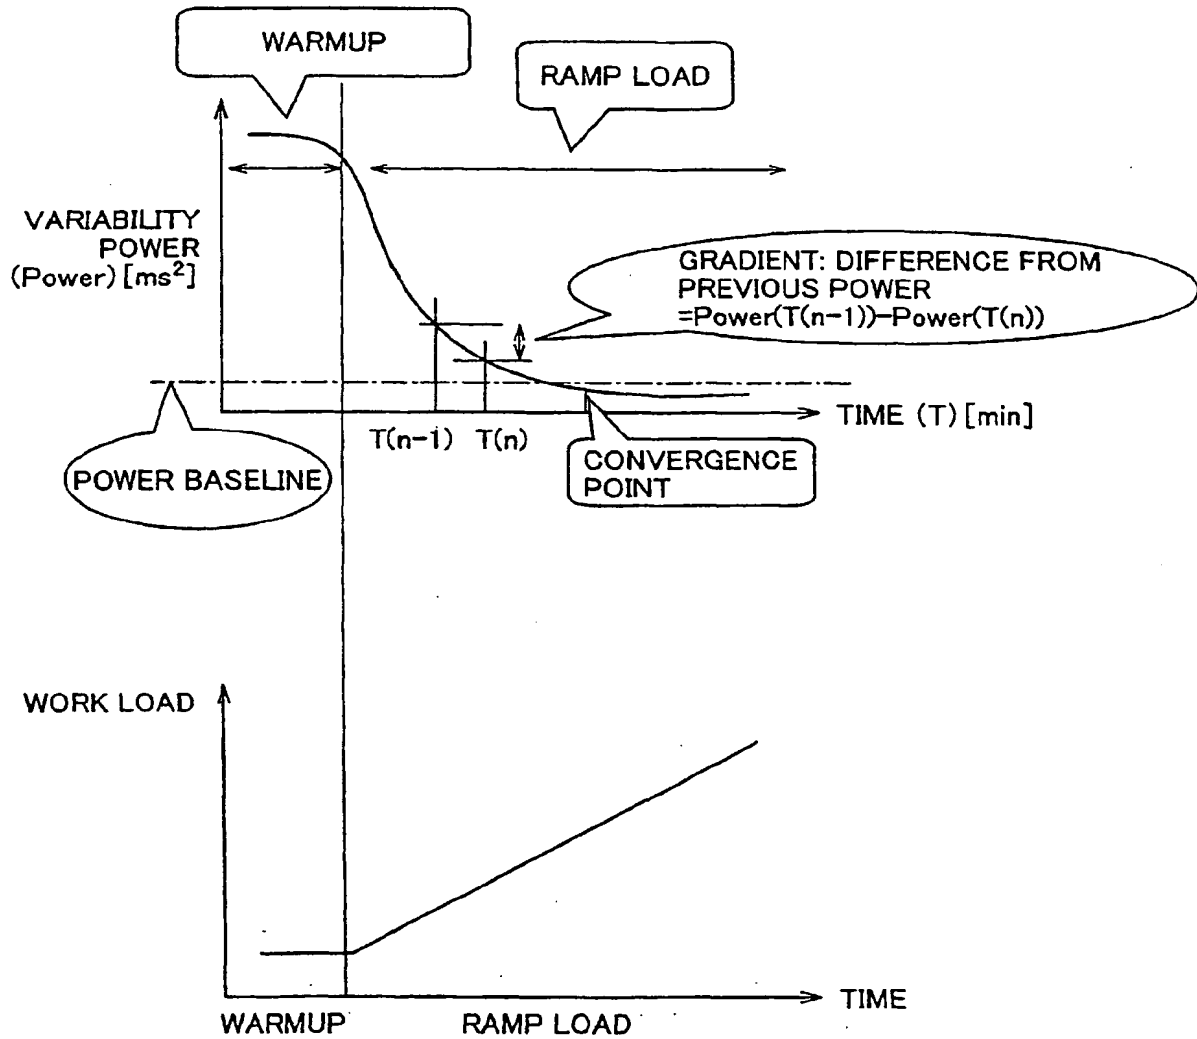 WARMUP
RAMP LOAD
VARIABILITY
POWER
(Power) [ms²]
GRADIENT: DIFFERENCE FROM
PREVIOUS POWER
=Power(T(n-1))-Power(T(n))
TIME (T) [min]
T(n-1)
T(n)
POWER BASELINE
CONVERGENCE
POINT
WORK LOAD
TIME
WARMUP
RAMP LOAD